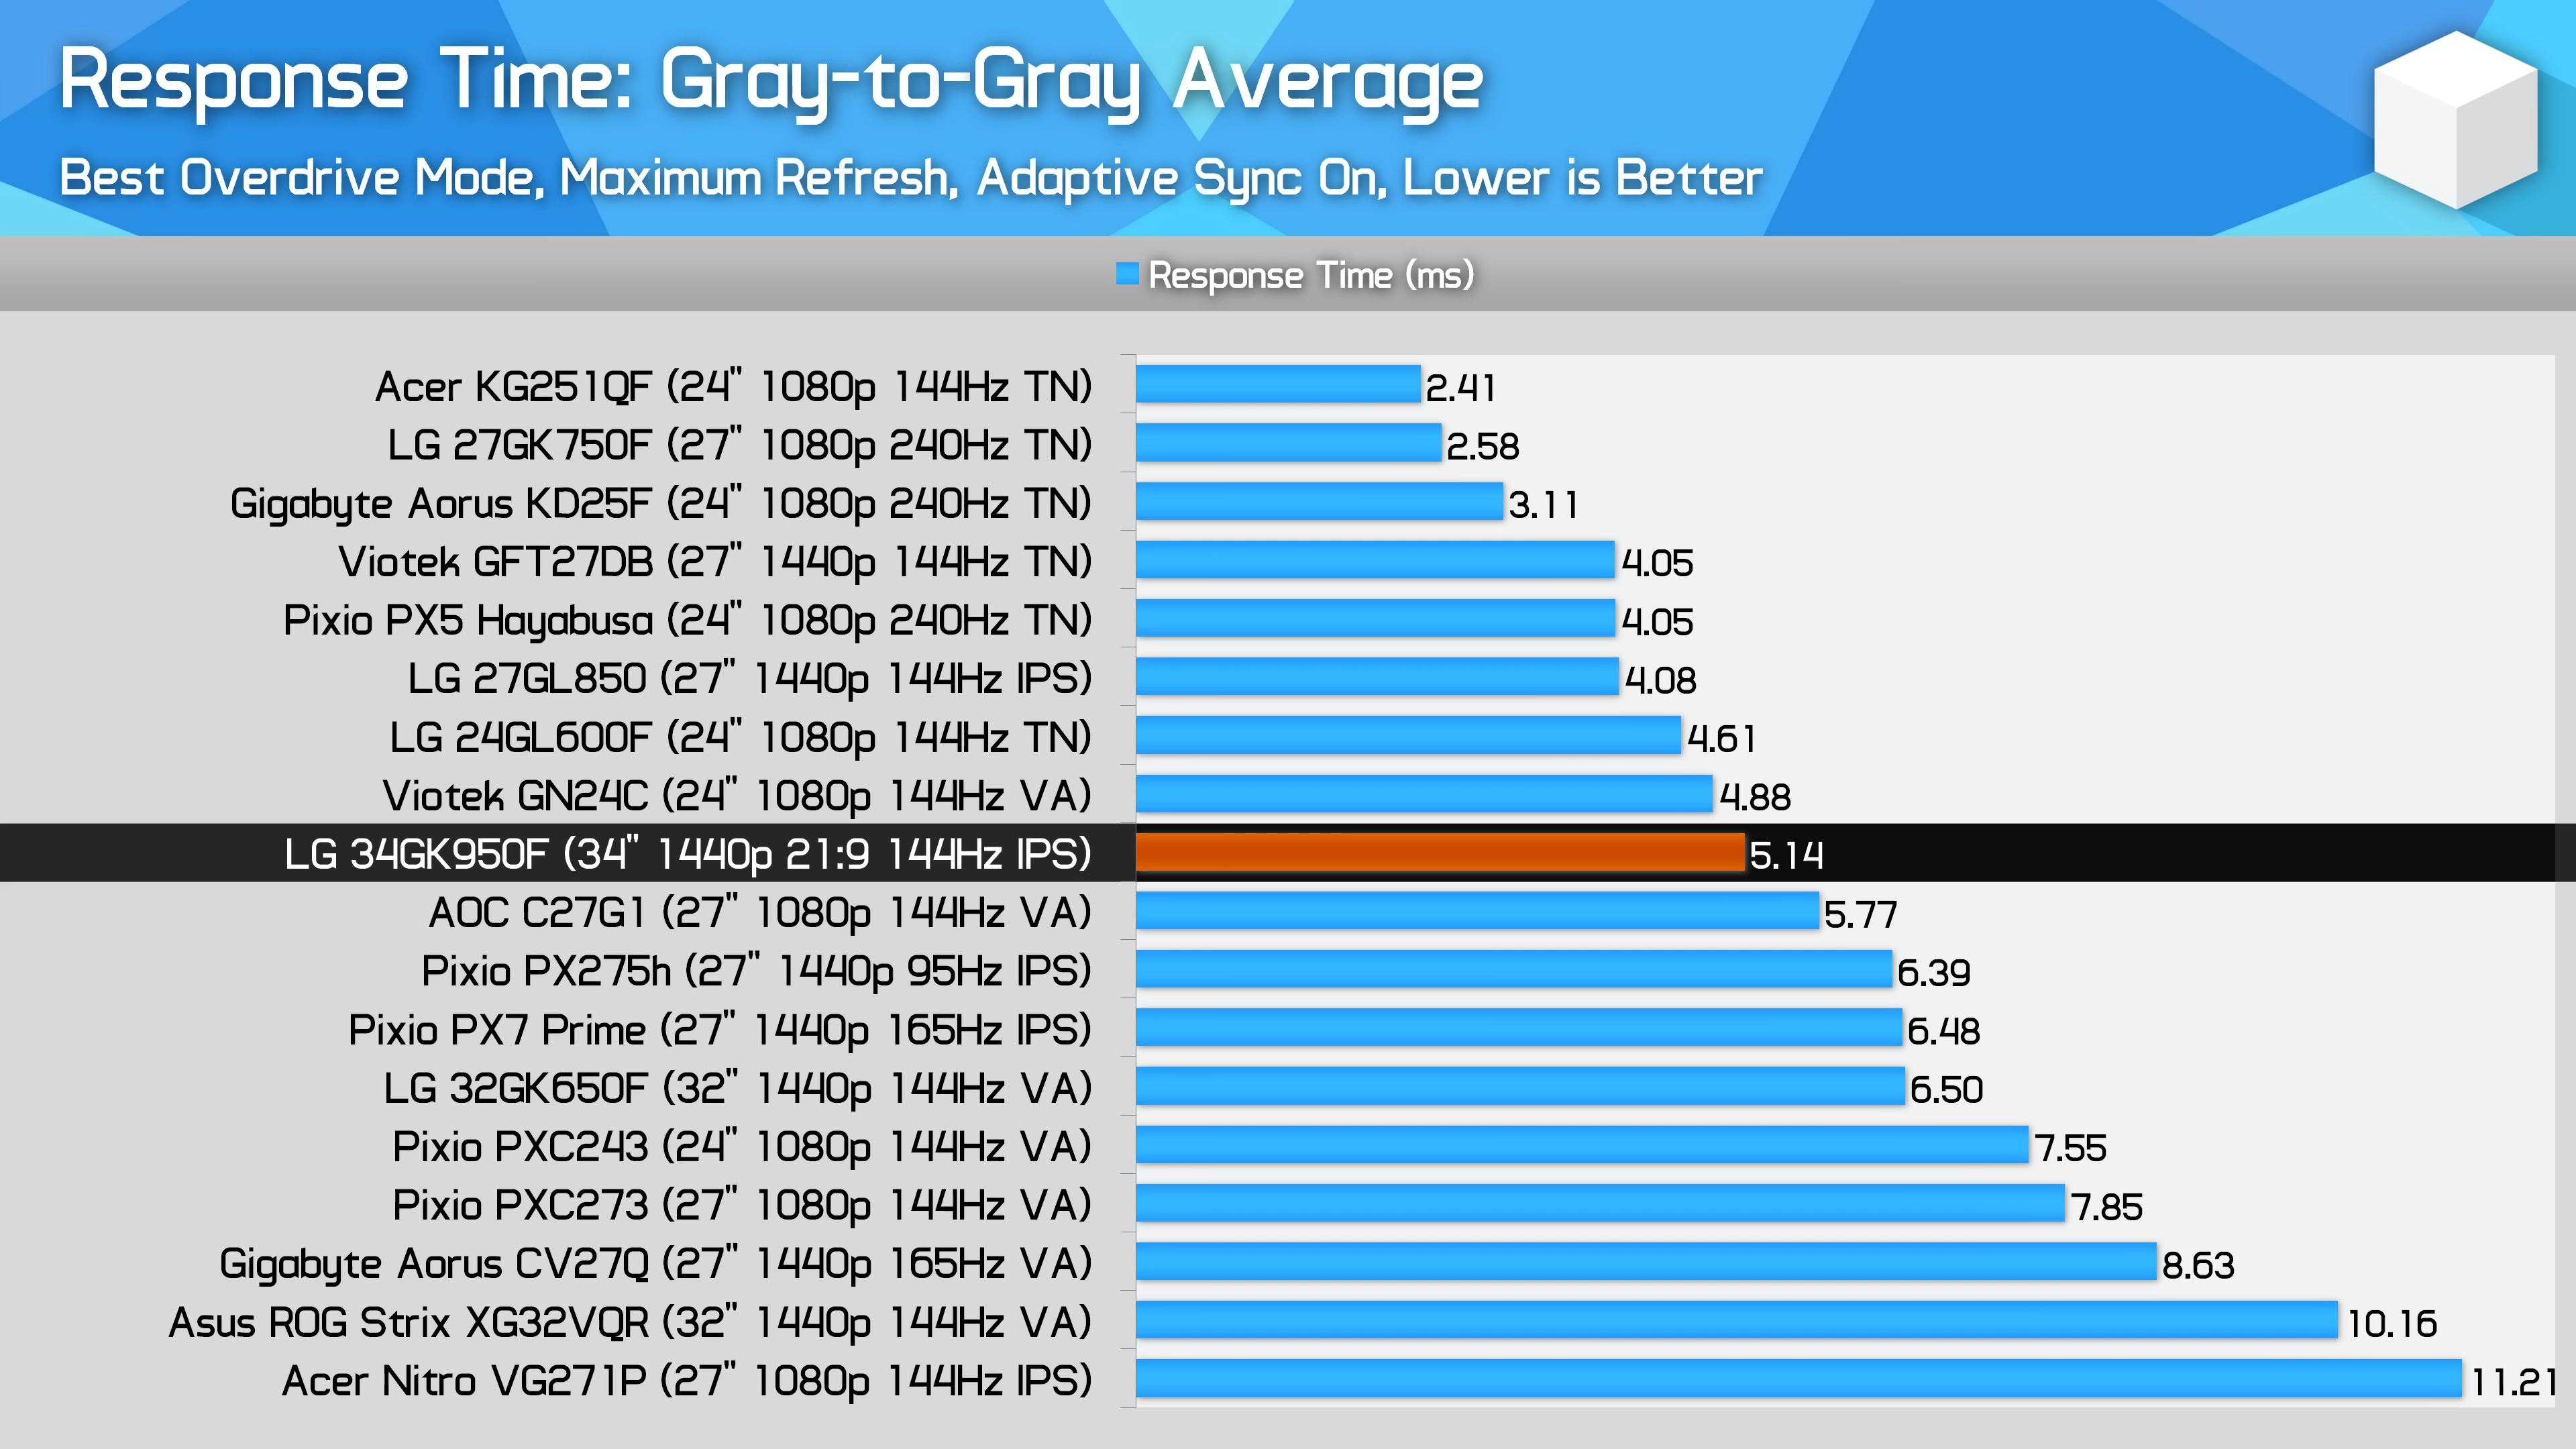 Response Time: Gray-to-Gray Average
Best Overdrive Mode, Maximum Refresh, Adaptive Sync On, Lower is Better
Response Time (ms)
Acer KG251QF (24" 1080p 144Hz TN) 2.41
LG 27GK750F (27" 1080p 240Hz TN) 2.58
Gigabyte Aorus KD25F (24" 1080p 240Hz TN) 3.11
Viotek GFT27DB (27" 1440p 144Hz TN) 4.05
Pixio PX5 Hayabusa (24" 1080p 240Hz TN) 4.05
LG 27GL850 (27" 1440p 144Hz IPS) 4.08
LG 24GL600F (24" 1080p 144Hz TN) 4.61
Viotek GN24C (24" 1080p 144Hz VA) 4.88
LG 34GK950F (34" 1440p 21:9 144Hz IPS) 5.14
AOC C27G1 (27" 1080p 144Hz VA) 5.77
Pixio PX275h (27" 1440p 95Hz IPS) 6.39
Pixio PX7 Prime (27" 1440p 165Hz IPS) 6.48
LG 32GK650F (32" 1440p 144Hz VA) 6.50
Pixio PXC243 (24" 1080p 144Hz VA) 7.55
Pixio PXC273 (27" 1080p 144Hz VA) 7.85
Gigabyte Aorus CV27Q (27" 1440p 165Hz VA) 8.63
Asus ROG Strix XG32VQR (32" 1440p 144Hz VA) 10.16
Acer Nitro VG271P (27" 1080p 144Hz IPS) 11.21